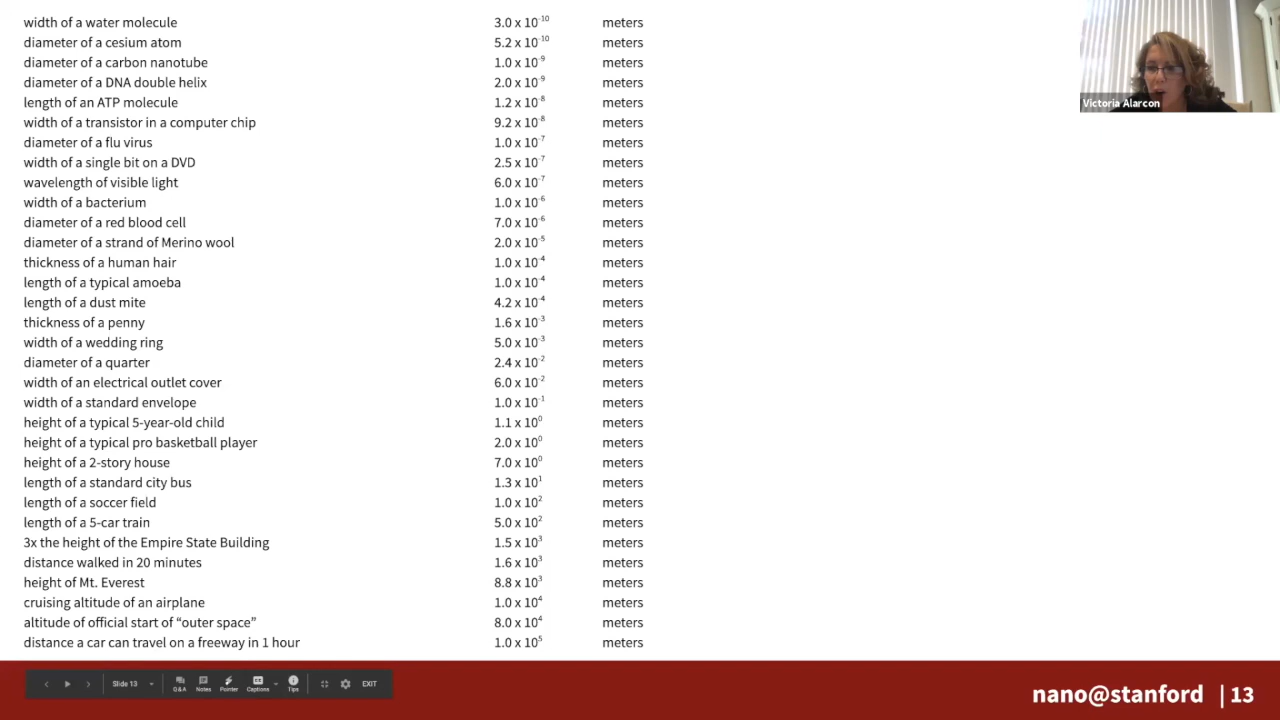 width of a water molecule 3.0 x 10⁻¹⁰ meters
diameter of a cesium atom 5.2 x 10⁻¹⁰ meters
diameter of a carbon nanotube 1.0 x 10⁻⁹ meters
diameter of a DNA double helix 2.0 x 10⁻⁹ meters
length of an ATP molecule 1.2 x 10⁻⁸ meters
width of a transistor in a computer chip 9.2 x 10⁻⁸ meters
diameter of a flu virus 1.0 x 10⁻⁷ meters
width of a single bit on a DVD 2.5 x 10⁻⁷ meters
wavelength of visible light 6.0 x 10⁻⁷ meters
width of a bacterium 1.0 x 10⁻⁶ meters
diameter of a red blood cell 7.0 x 10⁻⁶ meters
diameter of a strand of Merino wool 2.0 x 10⁻⁵ meters
thickness of a human hair 1.0 x 10⁻⁴ meters
length of a typical amoeba 1.0 x 10⁻⁴ meters
length of a dust mite 4.2 x 10⁻⁴ meters
thickness of a penny 1.6 x 10⁻³ meters
width of a wedding ring 5.0 x 10⁻³ meters
diameter of a quarter 2.4 x 10⁻² meters
width of an electrical outlet cover 6.0 x 10⁻² meters
width of a standard envelope 1.0 x 10⁻¹ meters
height of a typical 5-year-old child 1.1 x 10⁰ meters
height of a typical pro basketball player 2.0 x 10⁰ meters
height of a 2-story house 7.0 x 10⁰ meters
length of a standard city bus 1.3 x 10¹ meters
length of a soccer field 1.0 x 10² meters
length of a 5-car train 5.0 x 10² meters
3x the height of the Empire State Building 1.5 x 10³ meters
distance walked in 20 minutes 1.6 x 10³ meters
height of Mt. Everest 8.8 x 10³ meters
cruising altitude of an airplane 1.0 x 10⁴ meters
altitude of official start of “outer space” 8.0 x 10⁴ meters
distance a car can travel on a freeway in 1 hour 1.0 x 10⁵ meters
Victoria Alarcon
Slide 13 Q&A Notes Pointer Captions Tips EXIT
nano@stanford | 13